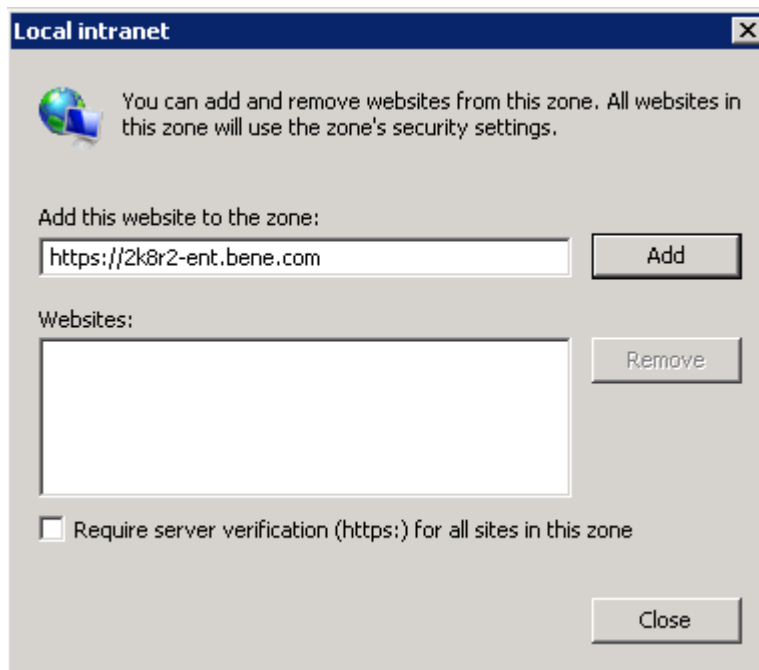 Local intranet
You can add and remove websites from this zone. All websites in
this zone will use the zone's security settings.
Add this website to the zone:
https://2k8r2-ent.bene.com
Add
Websites:
Remove
Require server verification (https:) for all sites in this zone
Close